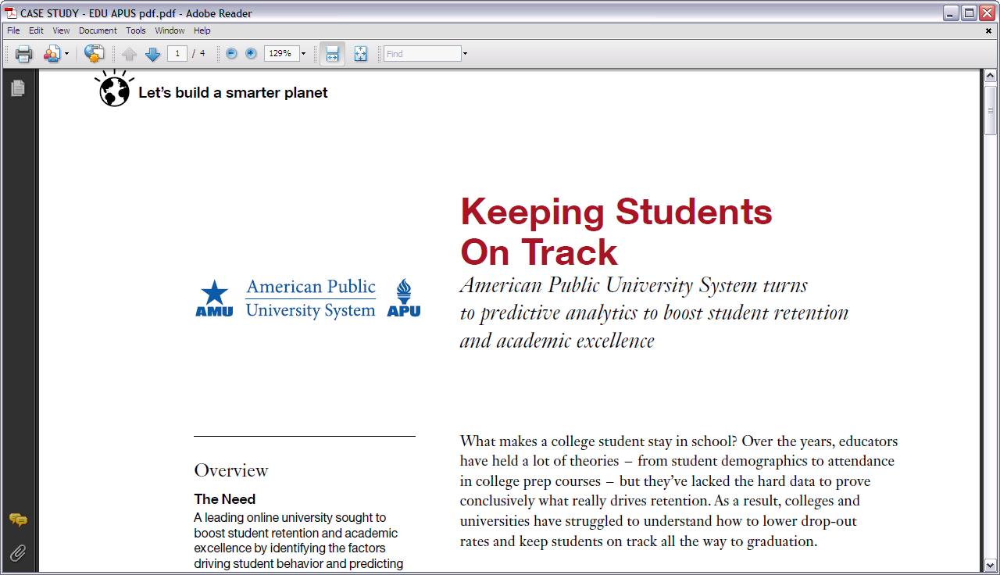 CASE STUDY - EDU APUS pdf.pdf - Adobe Reader
File Edit View Document Tools Window Help
1 / 4 129% Find
Let's build a smarter planet
Keeping Students
On Track
American Public University System turns
to predictive analytics to boost student retention
and academic excellence
AMU
American Public
University System
APU
Overview
The Need
A leading online university sought to
boost student retention and academic
excellence by identifying the factors
driving student behavior and predicting
What makes a college student stay in school? Over the years, educators
have held a lot of theories – from student demographics to attendance
in college prep courses – but they've lacked the hard data to prove
conclusively what really drives retention. As a result, colleges and
universities have struggled to understand how to lower drop-out
rates and keep students on track all the way to graduation.